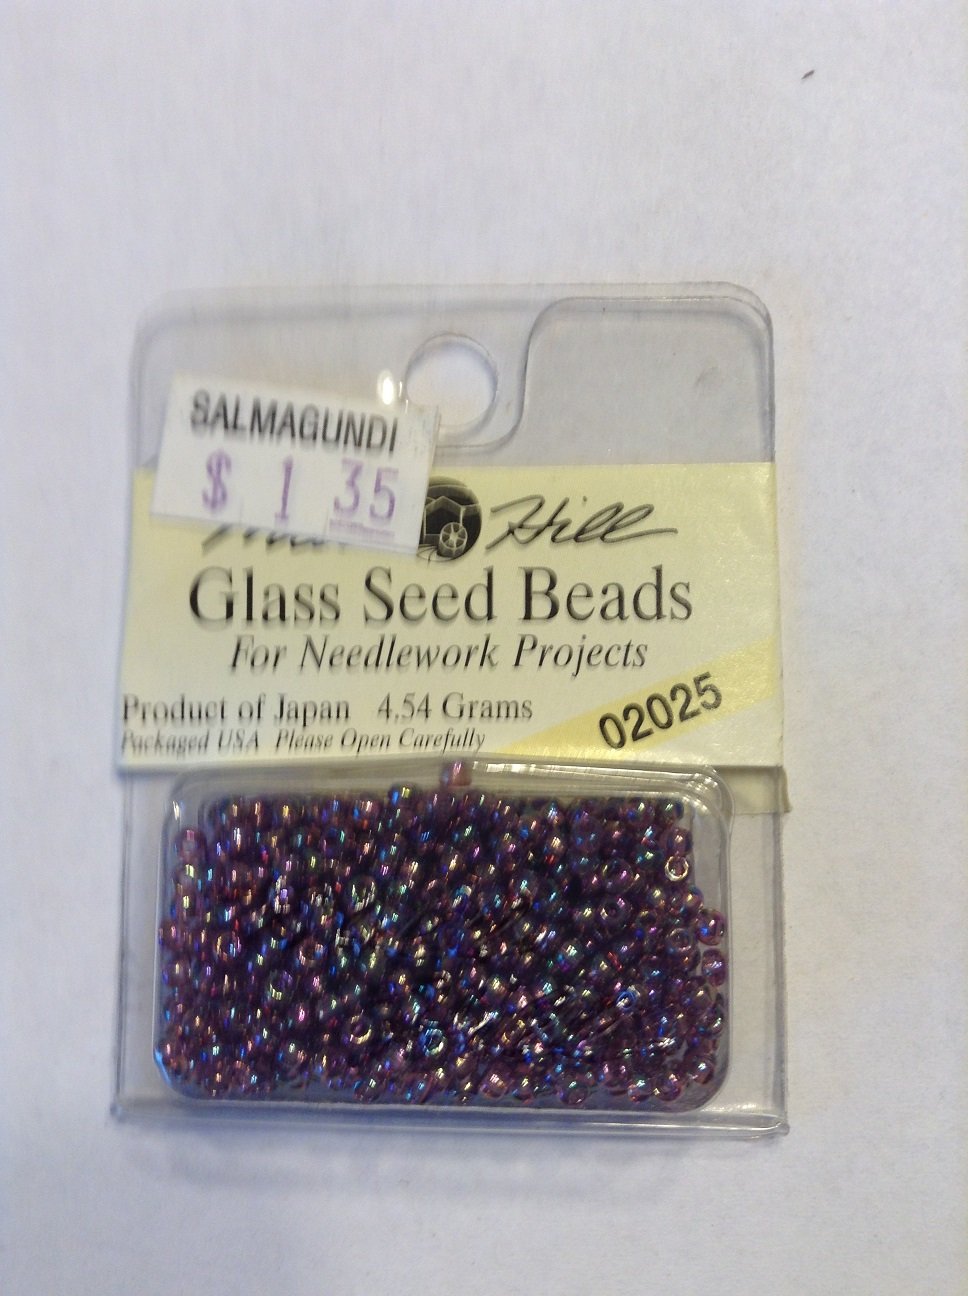 SALMAGUNDI
$ 1 35
Hill
Glass Seed Beads
For Needlework Projects
Product of Japan 4.54 Grams
Packaged USA Please Open Carefully
02025